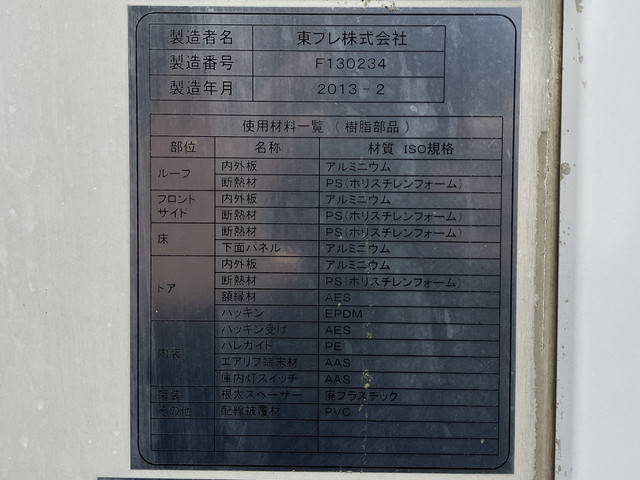 製造者名 東プレ株式会社
製造番号 F130234
製造年月 2013-2
使用材料一覧（樹脂部品）
部位 名称 材質 ISO規格
ルーフ 内外板 アルミニウム
断熱材 PS(ポリスチレンフォーム)
フロント サイド 内外板 アルミニウム
断熱材 PS(ポリスチレンフォーム)
床 断熱材 PS(ポリスチレンフォーム)
下面パネル アルミニウム
ドア 内外板 アルミニウム
断熱材 PS(ポリスチレンフォーム)
額縁材 AES
パッキン EPDM
内装 パッキン受け AES
パレガイド PE
エアリブ端末材 AAS
庫内灯スイッチ AAS
架装 根太スペーサー 廃プラスチック
その他 配線被覆材 PVC